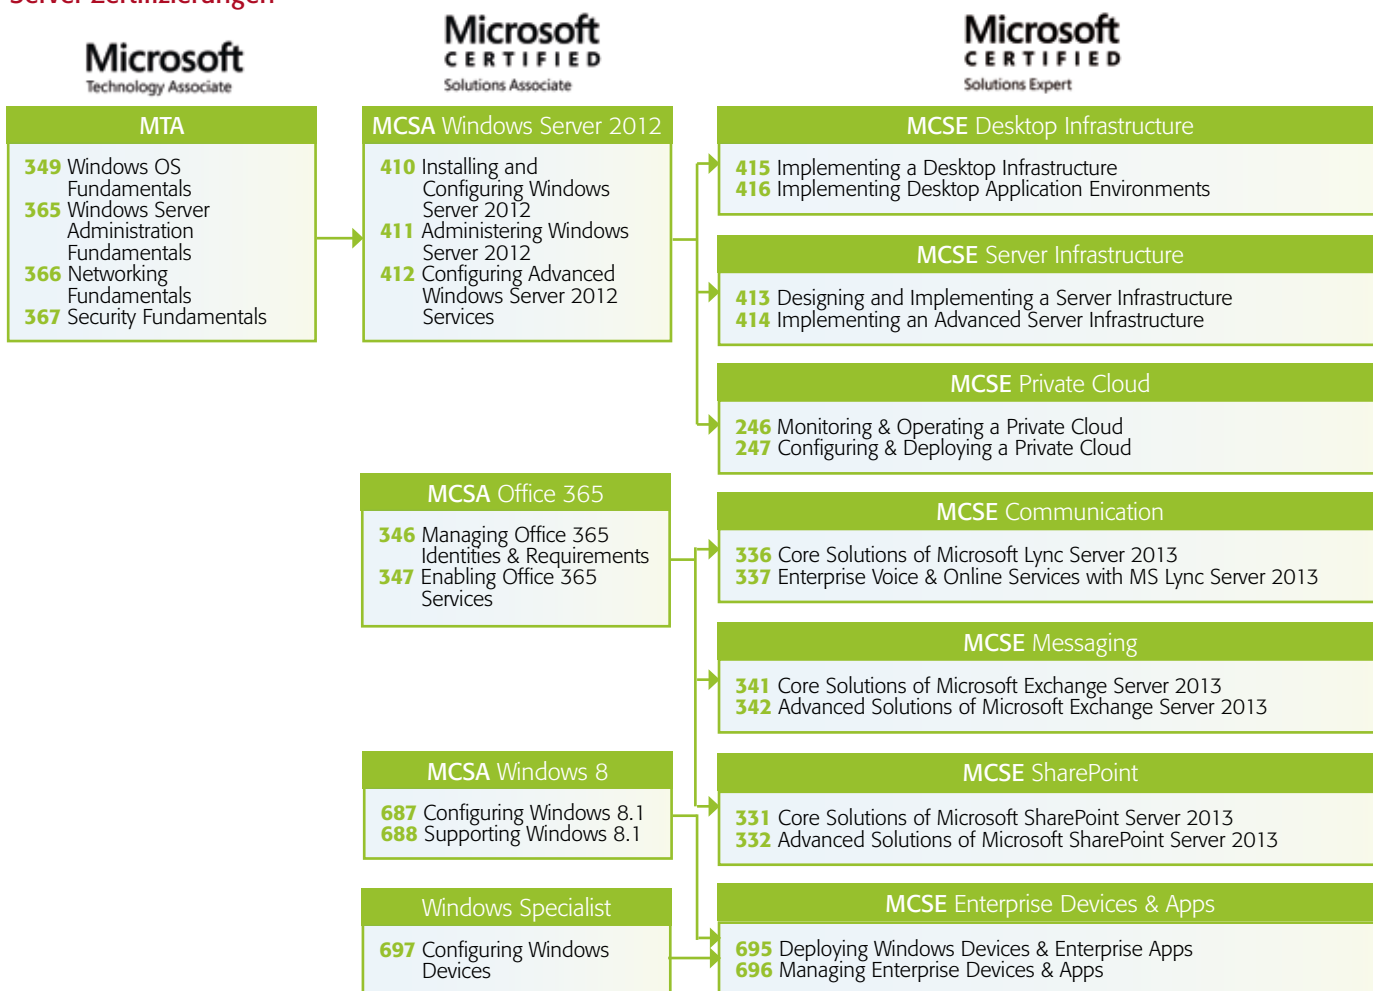 Server-Zertifizierungen
Microsoft
Technology Associate
MTA
349 Windows OS
Fundamentals
365 Windows Server
Administration
Fundamentals
366 Networking
Fundamentals
367 Security Fundamentals
Microsoft
CERTIFIED
Solutions Associate
MCSA Windows Server 2012
410 Installing and
Configuring Windows
Server 2012
411 Administering Windows
Server 2012
412 Configuring Advanced
Windows Server 2012
Services
MCSA Office 365
346 Managing Office 365
Identities & Requirements
347 Enabling Office 365
Services
MCSA Windows 8
687 Configuring Windows 8.1
688 Supporting Windows 8.1
Windows Specialist
697 Configuring Windows
Devices
Microsoft
CERTIFIED
Solutions Expert
MCSE Desktop Infrastructure
415 Implementing a Desktop Infrastructure
416 Implementing Desktop Application Environments
MCSE Server Infrastructure
413 Designing and Implementing a Server Infrastructure
414 Implementing an Advanced Server Infrastructure
MCSE Private Cloud
246 Monitoring & Operating a Private Cloud
247 Configuring & Deploying a Private Cloud
MCSE Communication
336 Core Solutions of Microsoft Lync Server 2013
337 Enterprise Voice & Online Services with MS Lync Server 2013
MCSE Messaging
341 Core Solutions of Microsoft Exchange Server 2013
342 Advanced Solutions of Microsoft Exchange Server 2013
MCSE SharePoint
331 Core Solutions of Microsoft SharePoint Server 2013
332 Advanced Solutions of Microsoft SharePoint Server 2013
MCSE Enterprise Devices & Apps
695 Deploying Windows Devices & Enterprise Apps
696 Managing Enterprise Devices & Apps